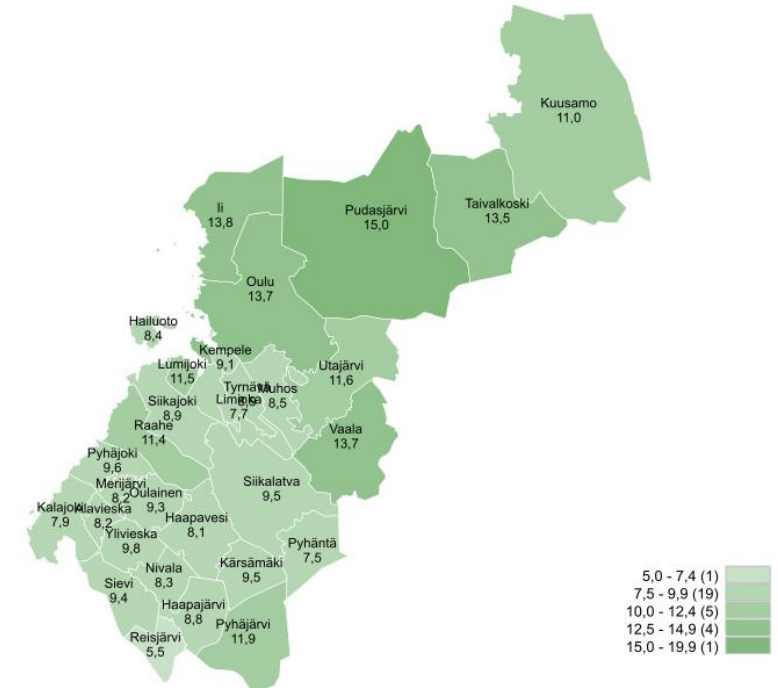 Kuusamo
11,0
Taivalkoski
13,5
Pudasjärvi
15,0
Ii
13,8
Oulu
13,7
Hailuoto
8,4
Kempele
9,1
Lumijoki
11,5
Utajärvi
11,6
Tyrnävä
Muhos
8,5
Liminka
7,7
Siikajoki
8,9
Raahe
11,4
Vaala
13,7
Pyhäjoki
9,6
Siikalatva
9,5
Merijärvi
8,2
Oulainen
9,3
Kalajoki
7,9
Alavieska
8,2
Haapavesi
8,1
Ylivieska
9,8
Pyhäntä
7,5
Kärsämäki
9,5
Nivala
8,3
Sievi
9,4
Haapajärvi
8,8
Pyhäjärvi
11,9
Reisjärvi
5,5
5,0 - 7,4 (1)
7,5 - 9,9 (19)
10,0 - 12,4 (5)
12,5 - 14,9 (4)
15,0 - 19,9 (1)